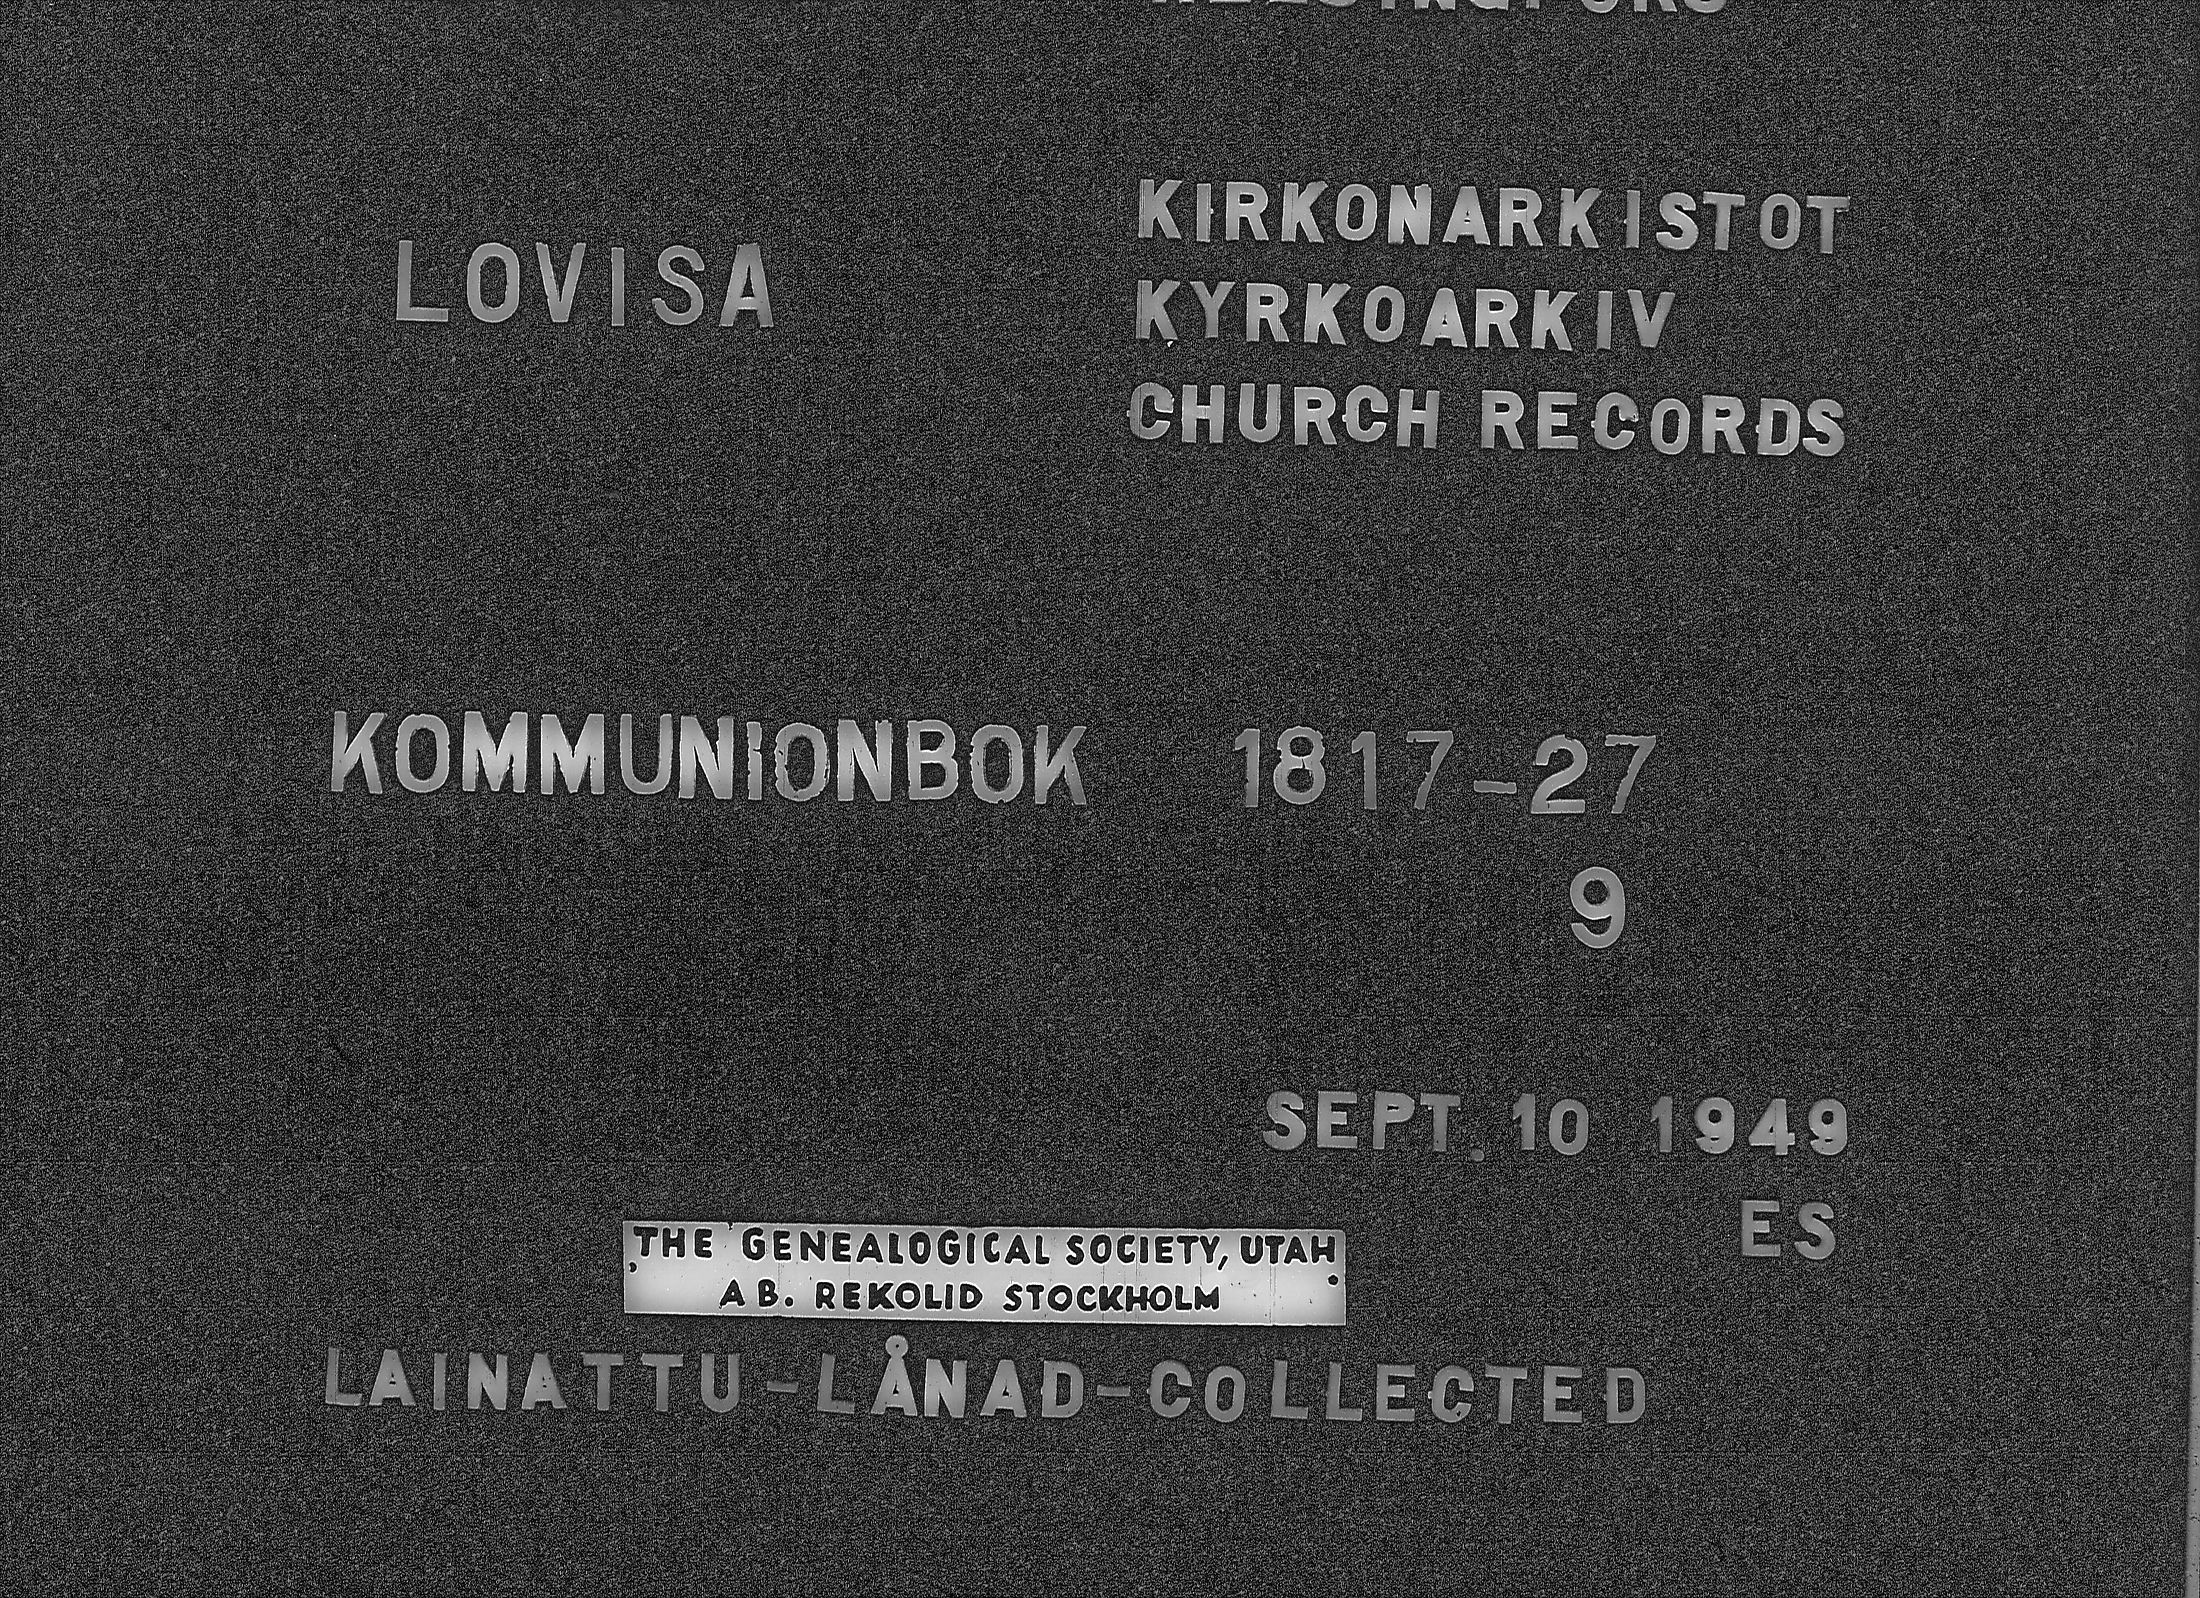 LOVISA
KIRKONARKISTOT
KYRKOARKIV
CHURCH RECORDS
KOMMUNIONBOK 1817-27
9
SEPT. 10 1949
ES
THE GENEALOGICAL SOCIETY, UTAH
AB. REKOLID STOCKHOLM
LAINATTU-LÅNAD-COLLECTED